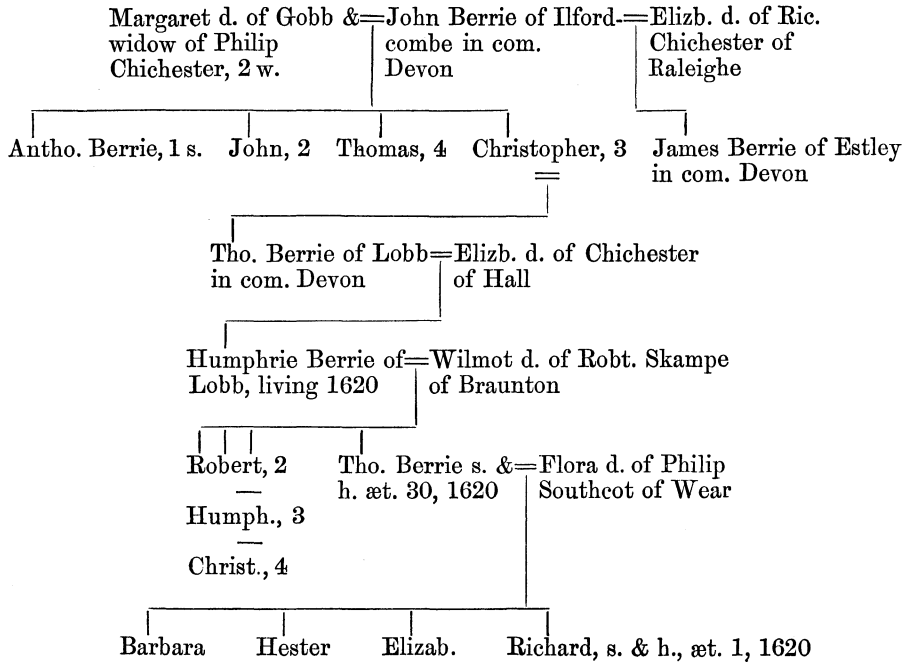 Margaret d. of Gobb &=John Berrie of Ilford-=Elizb. d. of Ric.
widow of Philip combe in com. Chichester of
Chichester, 2 w. Devon Raleighe
Antho. Berrie, 1 s. John, 2 Thomas, 4 Christopher, 3 James Berrie of Estley
in com. Devon
=
Tho. Berrie of Lobb=Elizb. d. of Chichester
in com. Devon of Hall
Humphrie Berrie of=Wilmot d. of Robt. Skampe
Lobb, living 1620 of Braunton
Robert, 2 Tho. Berrie s. &=Flora d. of Philip
h. æt. 30, 1620 Southcot of Wear
Humph., 3
Christ., 4
Barbara Hester Elizab. Richard, s. & h., æt. 1, 1620